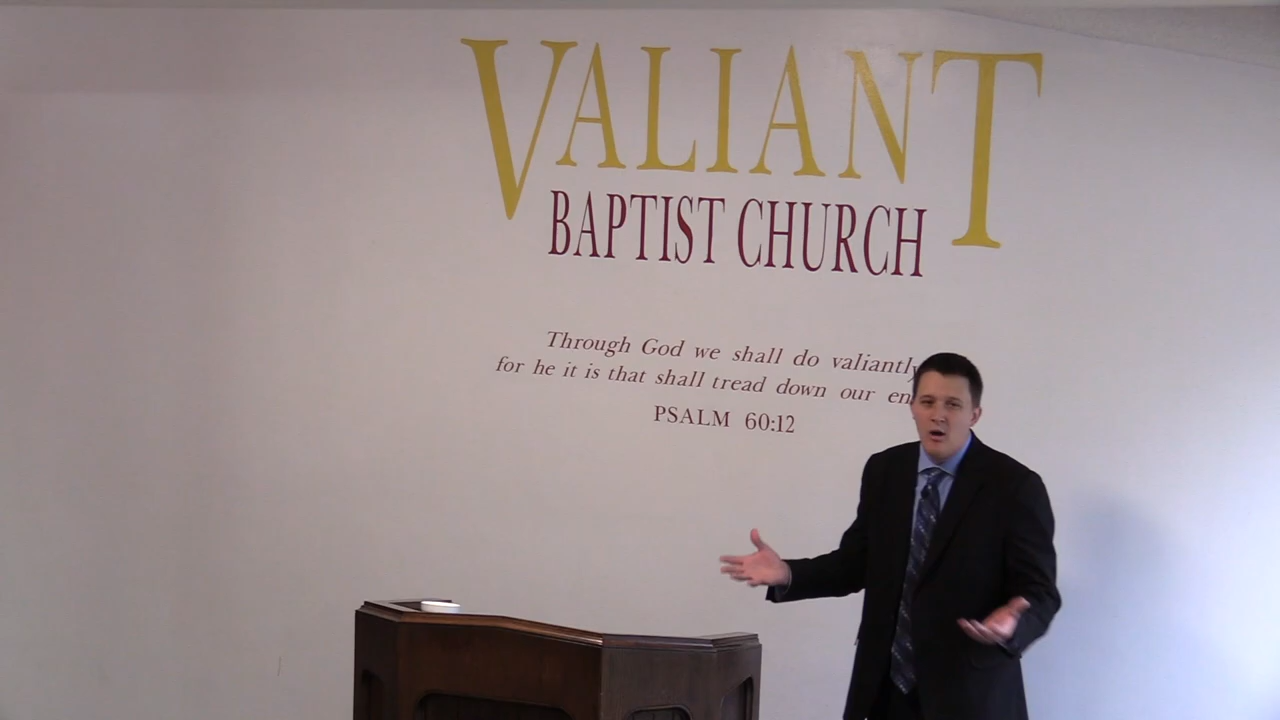 VALIANT
BAPTIST CHURCH
Through God we shall do valiantly
for he it is that shall tread down our
PSALM 60:12